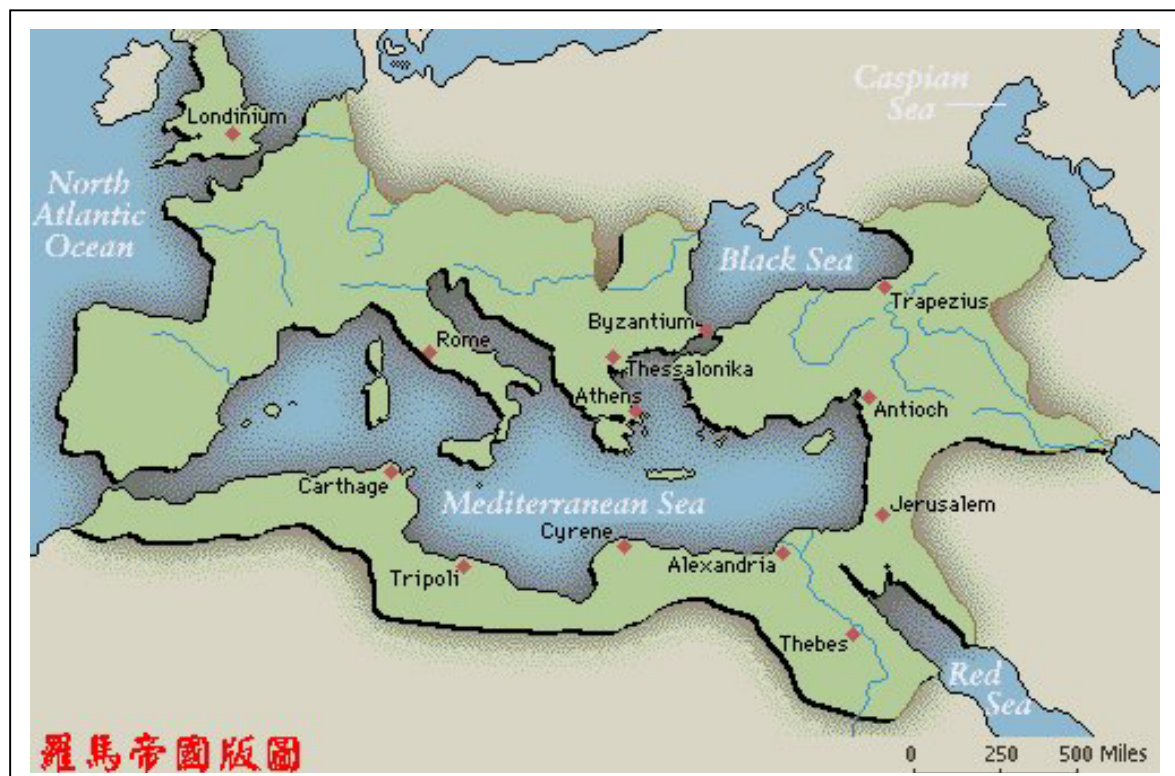 Caspian
Sea
Londinium
North
Atlantic
Ocean
Black Sea
Trapezius
Byzantium
Rome
Thessalonika
Athens
Antioch
Carthage
Mediterranean Sea
Jerusalem
Cyrene
Alexandria
Tripoli
Thebes
Red
Sea
羅馬帝國版圖
0 250 500 Miles